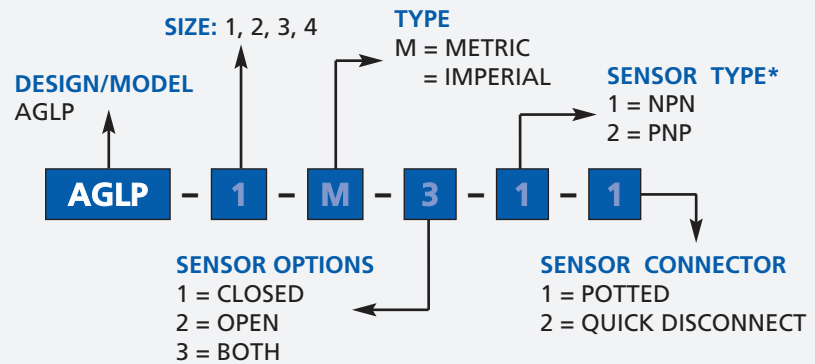 SIZE: 1, 2, 3, 4
TYPE
M = METRIC
= IMPERIAL
DESIGN/MODEL
AGLP
SENSOR TYPE*
1 = NPN
2 = PNP
AGLP - 1 - M - 3 - 1 - 1
SENSOR OPTIONS
1 = CLOSED
2 = OPEN
3 = BOTH
SENSOR CONNECTOR
1 = POTTED
2 = QUICK DISCONNECT